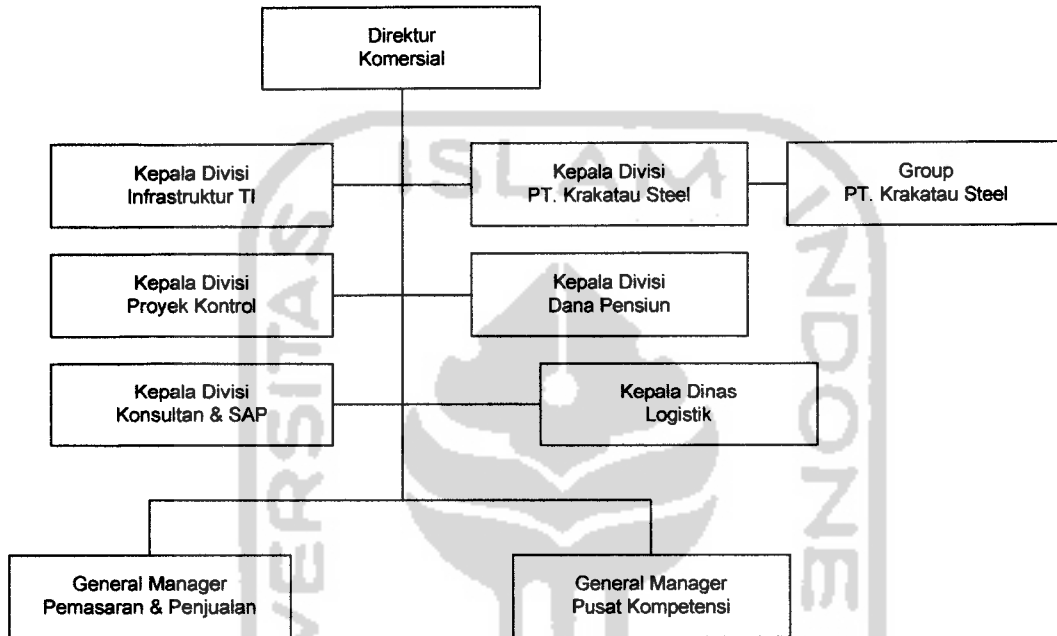 Direktur
Komersial
Kepala Divisi
Infrastruktur TI
Kepala Divisi
PT. Krakatau Steel
Group
PT. Krakatau Steel
Kepala Divisi
Proyek Kontrol
Kepala Divisi
Dana Pensiun
Kepala Divisi
Konsultan & SAP
Kepala Dinas
Logistik
General Manager
Pemasaran & Penjualan
General Manager
Pusat Kompetensi
ISLAM